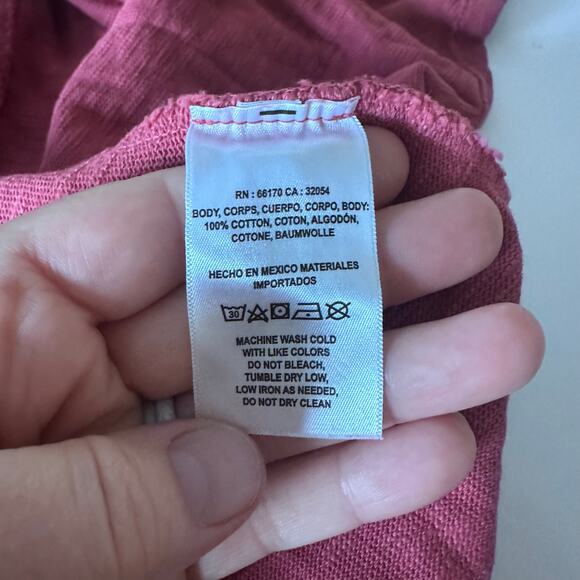 RN : 66170 CA : 32054
BODY, CORPS, CUERPO, CORPO, BODY:
100% COTTON, COTON, ALGODÓN,
COTONE, BAUMWOLLE
HECHO EN MEXICO MATERIALES
IMPORTADOS
30
MACHINE WASH COLD
WITH LIKE COLORS
DO NOT BLEACH,
TUMBLE DRY LOW,
LOW IRON AS NEEDED,
DO NOT DRY CLEAN